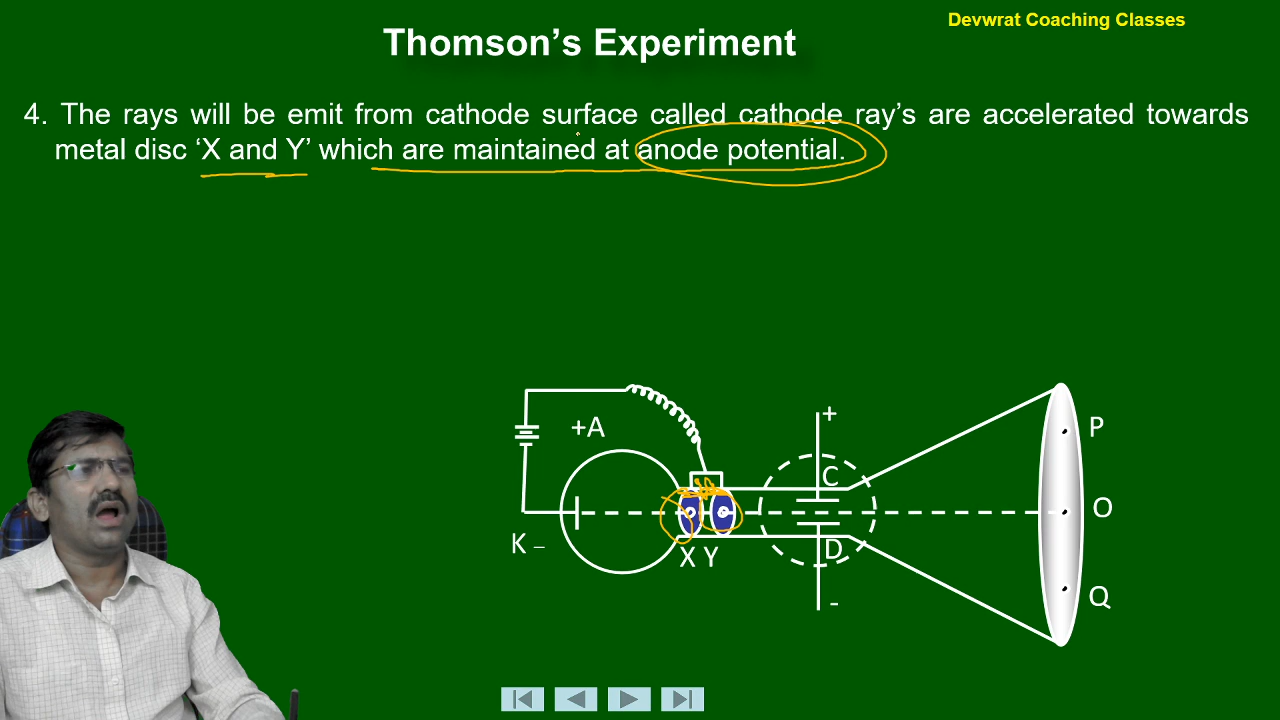 Devwrat Coaching Classes
Thomson’s Experiment
4. The rays will be emit from cathode surface called cathode ray’s are accelerated towards
metal disc ‘X and Y’ which are maintained at anode potential.
+A
+
C
P
O
K –
X Y
D
-
Q